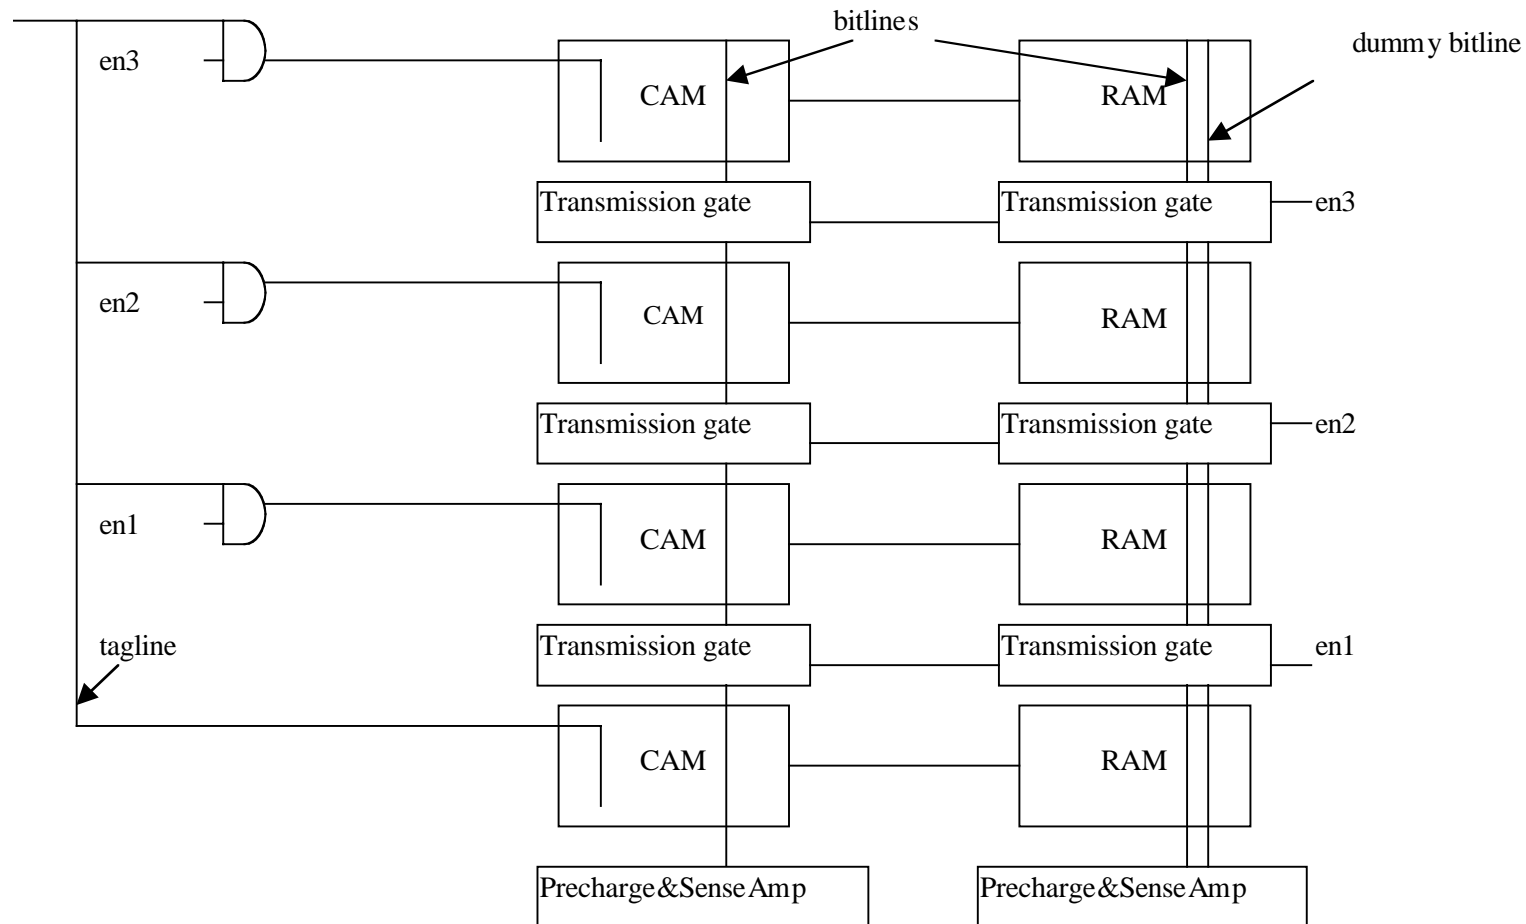 bitlines
dummy bitline
en3
CAM
RAM
Transmission gate
Transmission gate
en3
en2
CAM
RAM
Transmission gate
Transmission gate
en2
en1
CAM
RAM
tagline
Transmission gate
Transmission gate
en1
CAM
RAM
Precharge&SenseAmp
Precharge&SenseAmp